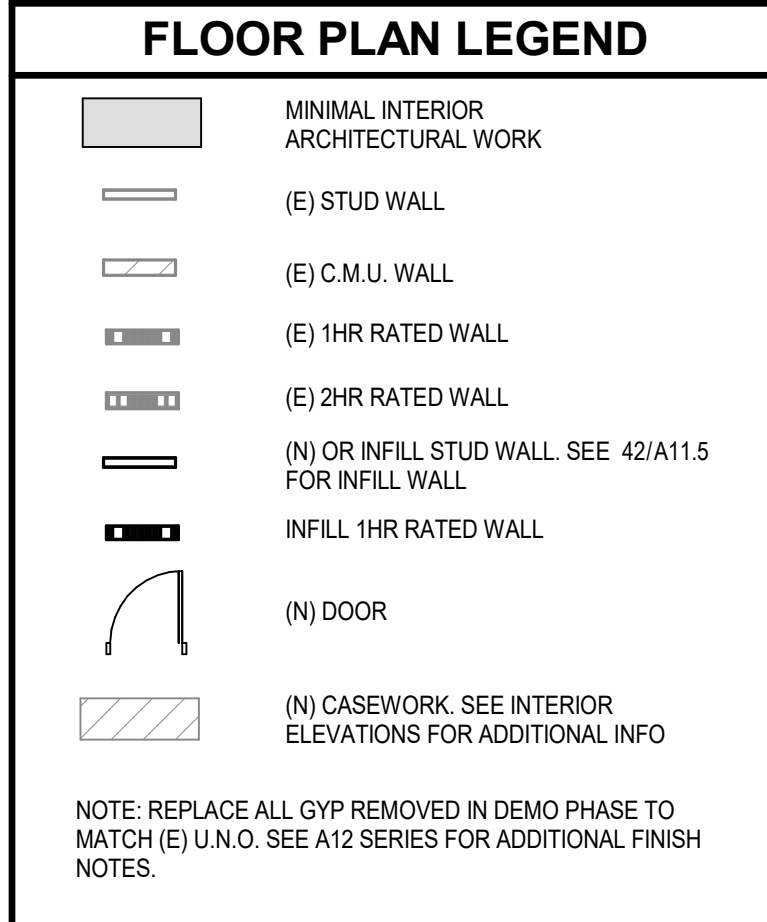 FLOOR PLAN LEGEND
MINIMAL INTERIOR
ARCHITECTURAL WORK
(E) STUD WALL
(E) C.M.U. WALL
(E) 1HR RATED WALL
(E) 2HR RATED WALL
(N) OR INFILL STUD WALL. SEE 42/A11.5
FOR INFILL WALL
INFILL 1HR RATED WALL
(N) DOOR
(N) CASEWORK. SEE INTERIOR
ELEVATIONS FOR ADDITIONAL INFO
NOTE: REPLACE ALL GYP REMOVED IN DEMO PHASE TO
MATCH (E) U.N.O. SEE A12 SERIES FOR ADDITIONAL FINISH
NOTES.